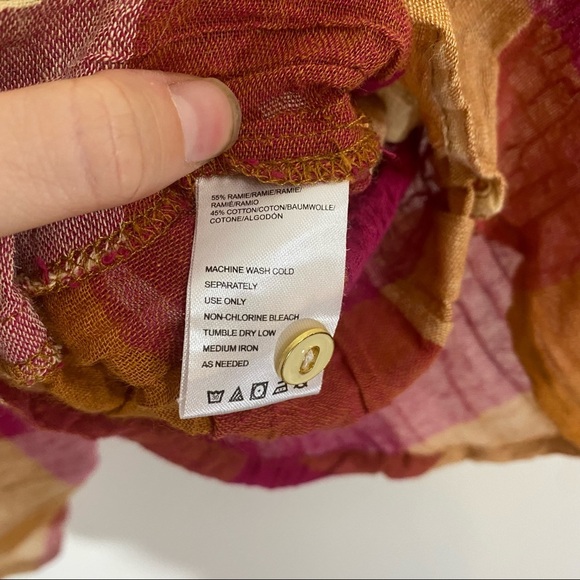 55% RAMIE/RAMIE/RAMIE/
RAMIÉ/RAMIO
45% COTTON/COTON/BAUMWOLLE/
COTONE/ALGODÓN
MACHINE WASH COLD
SEPARATELY
USE ONLY
NON-CHLORINE BLEACH
TUMBLE DRY LOW
MEDIUM IRON
AS NEEDED